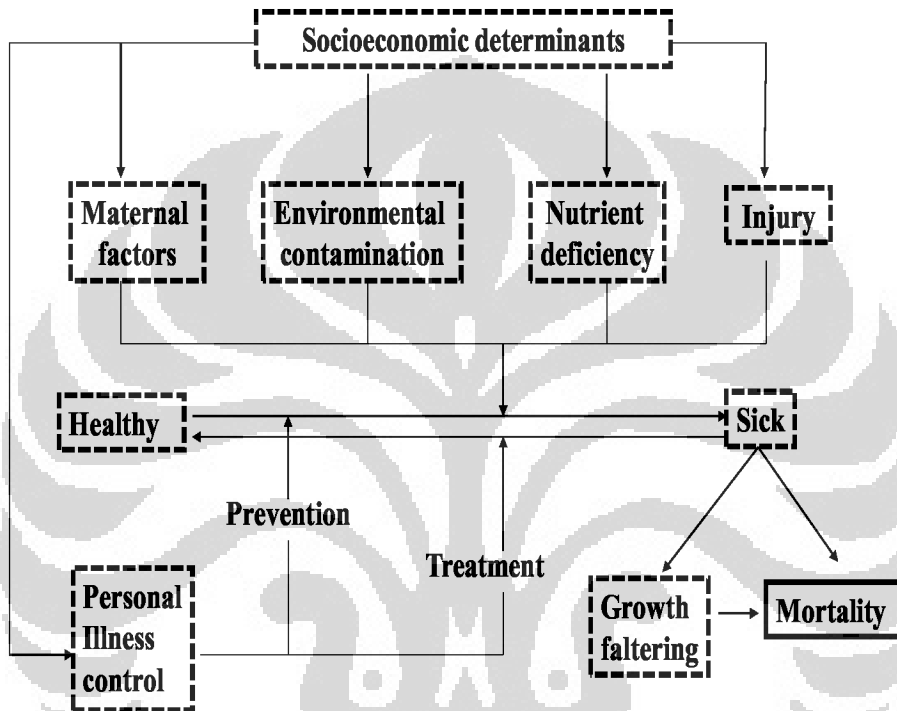 Socioeconomic determinants
Maternal
factors
Environmental
contamination
Nutrient
deficiency
Injury
Healthy
Sick
Prevention
Treatment
Personal
Illness
control
Growth
faltering
Mortality